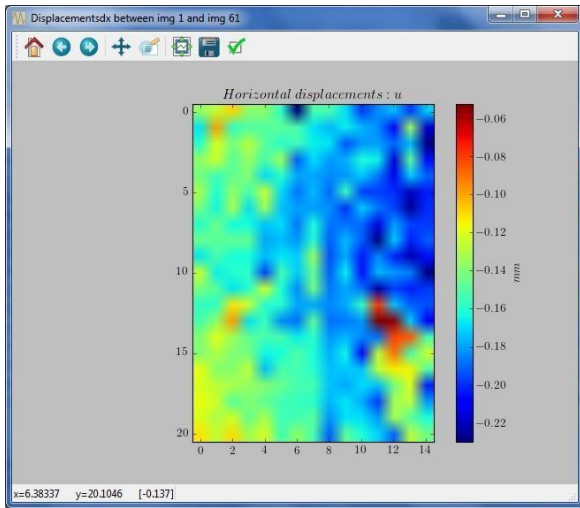 Displacementsdx between img 1 and img 61
Horizontal displacements : u
0
5
10
15
20
0 2 4 6 8 10 12 14
−0.06
−0.08
−0.10
−0.12
−0.14
−0.16
−0.18
−0.20
−0.22
mm
x=6.38337 y=20.1046 [-0.137]